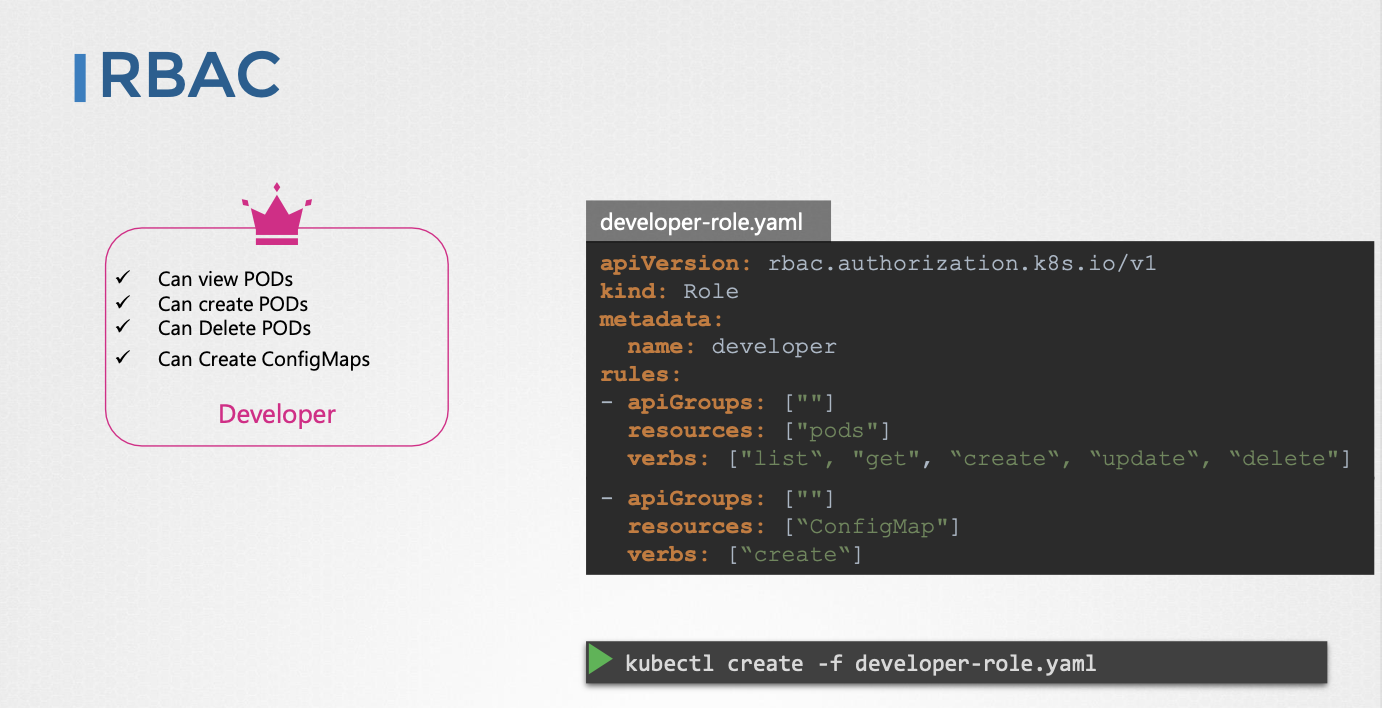 RBAC
✓ Can view PODs
✓ Can create PODs
✓ Can Delete PODs
✓ Can Create ConfigMaps
Developer
developer-role.yaml
apiVersion: rbac.authorization.k8s.io/v1
kind: Role
metadata:
  name: developer
rules:
- apiGroups: [""]
  resources: ["pods"]
  verbs: ["list“, "get", “create“, “update“, “delete"]
- apiGroups: [""]
  resources: [“ConfigMap"]
  verbs: [“create“]
kubectl create -f developer-role.yaml